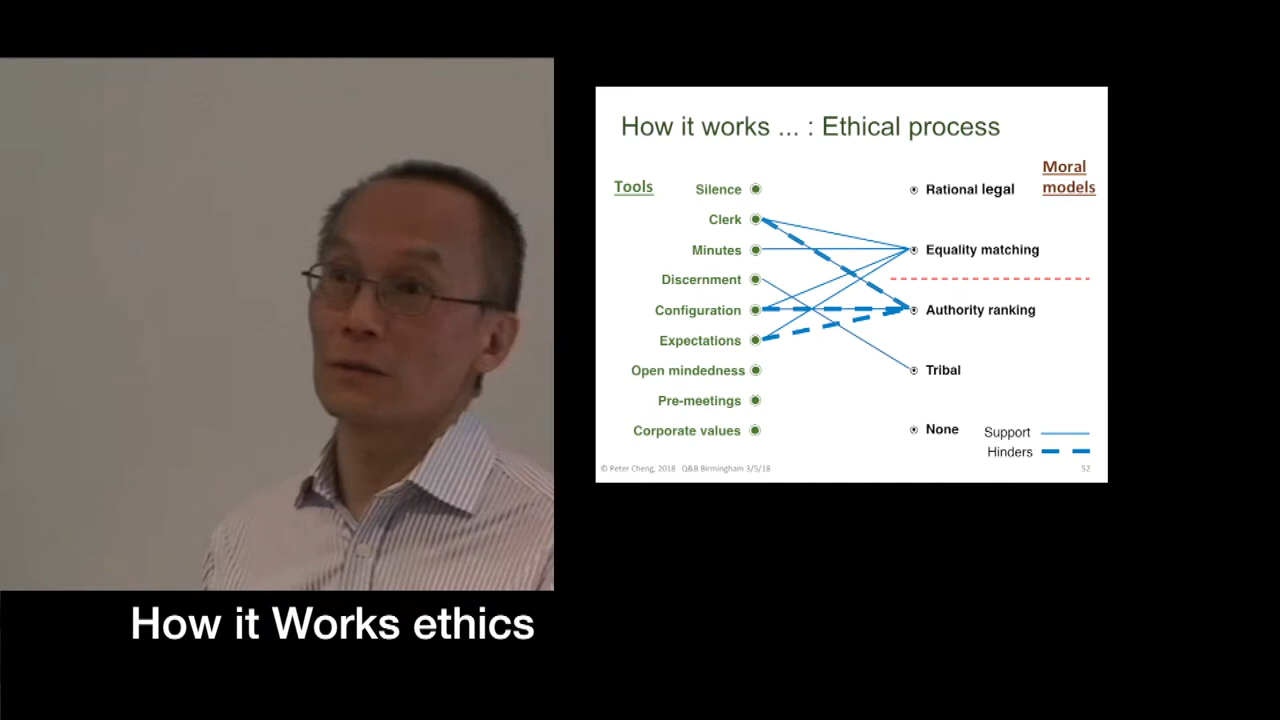 How it works ... : Ethical process
Tools
Moral
models
Silence
Rational legal
Clerk
Minutes
Equality matching
Discernment
Configuration
Authority ranking
Expectations
Open mindedness
Tribal
Pre-meetings
Corporate values
None
Support
Hinders
© Peter Cheng, 2018 Q&B Birmingham 3/5/18
52
How it Works ethics